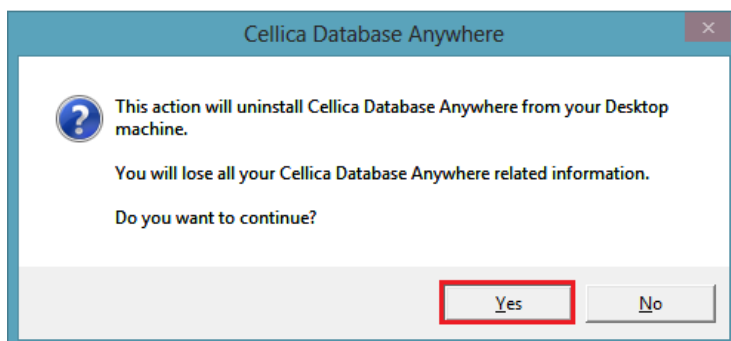 Cellica Database Anywhere
This action will uninstall Cellica Database Anywhere from your Desktop
machine.
You will lose all your Cellica Database Anywhere related information.
Do you want to continue?
Yes
No